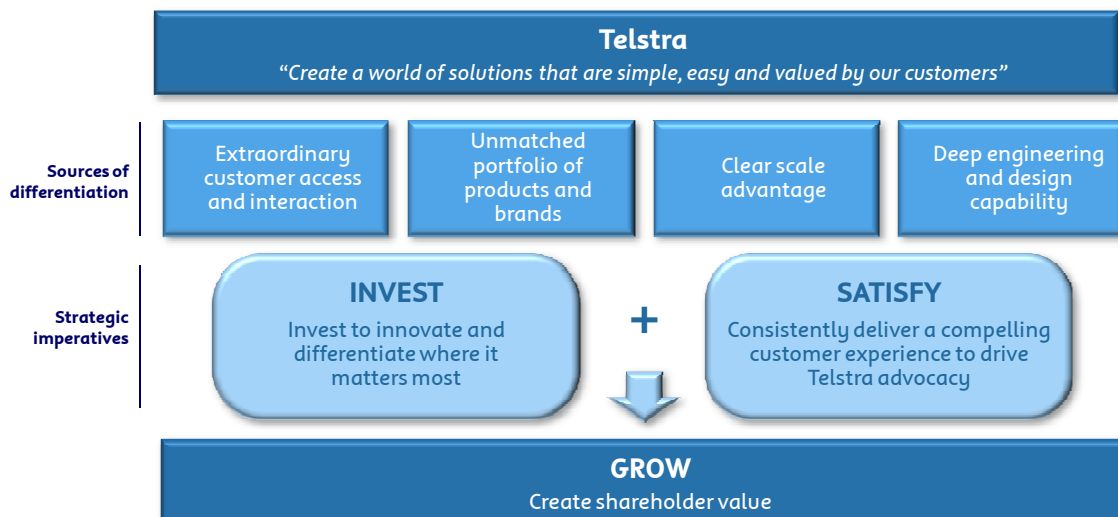 Telstra
“Create a world of solutions that are simple, easy and valued by our customers”
Sources of
differentiation
Extraordinary
customer access
and interaction
Unmatched
portfolio of
products and
brands
Clear scale
advantage
Deep engineering
and design
capability
Strategic
imperatives
INVEST
Invest to innovate and
differentiate where it
matters most
+
SATISFY
Consistently deliver a compelling
customer experience to drive
Telstra advocacy
GROW
Create shareholder value